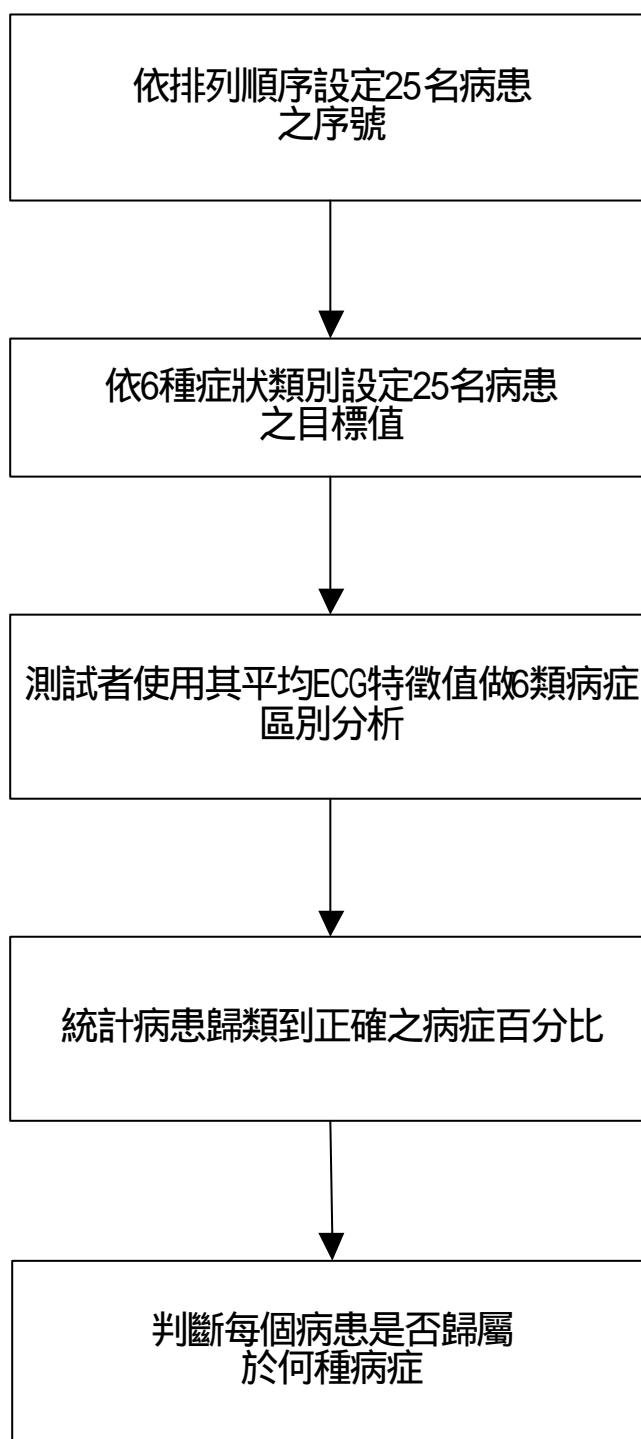 依排列順序設定25名病患
之序號
依6種症狀類別設定25名病患
之目標值
測試者使用其平均ECG特徵值做6類病症
區別分析
統計病患歸類到正確之病症百分比
判斷每個病患是否歸屬
於何種病症